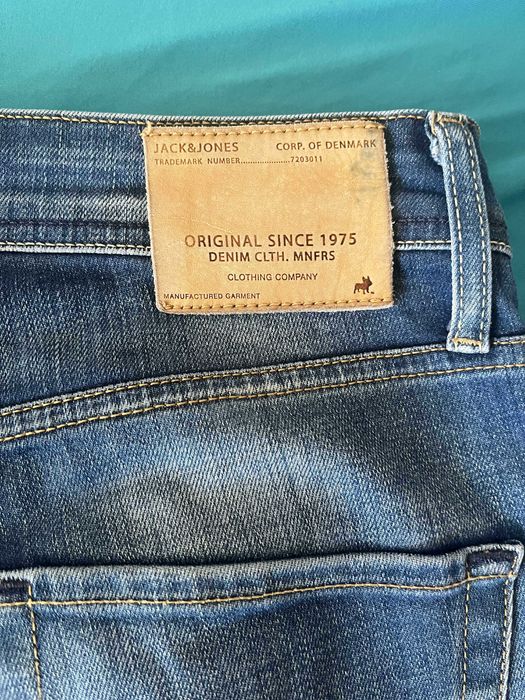 JACK&JONES CORP. OF DENMARK
TRADEMARK NUMBER......................7203011
ORIGINAL SINCE 1975
DENIM CLTH. MNFRS
CLOTHING COMPANY
MANUFACTURED GARMENT